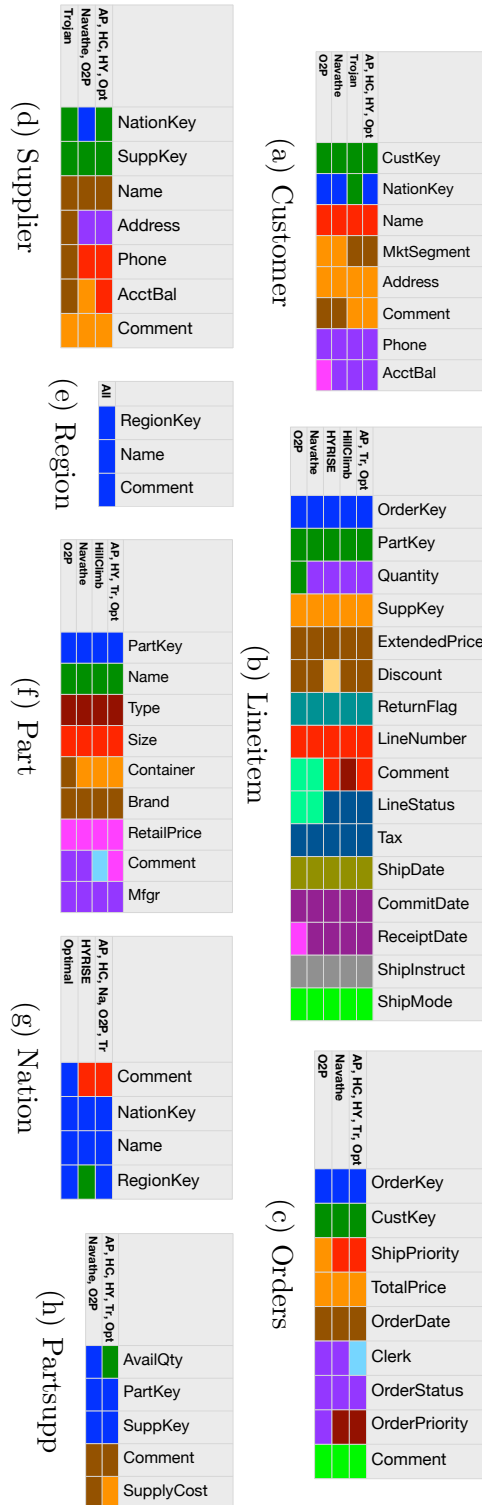 AP, HC, HY, Opt
Trojan
Navathe
O2P
CustKey
NationKey
Name
MktSegment
Address
Comment
Phone
AcctBal
(a) Customer
AP, Tr, Opt
HillClimb
HYRISE
Navathe
O2P
OrderKey
PartKey
Quantity
SuppKey
ExtendedPrice
Discount
ReturnFlag
LineNumber
Comment
LineStatus
Tax
ShipDate
CommitDate
ReceiptDate
ShipInstruct
ShipMode
(b) Lineitem
AP, HC, HY, Tr, Opt
Navathe
O2P
OrderKey
CustKey
ShipPriority
TotalPrice
OrderDate
Clerk
OrderStatus
OrderPriority
Comment
(c) Orders
AP, HC, HY, Opt
Navathe, O2P
Trojan
NationKey
SuppKey
Name
Address
Phone
AcctBal
Comment
(d) Supplier
All
RegionKey
Name
Comment
(e) Region
AP, HY, Tr, Opt
HillClimb
Navathe
O2P
PartKey
Name
Type
Size
Container
Brand
RetailPrice
Comment
Mfgr
(f) Part
AP, HC, Na, O2P, Tr
HYRISE
Optimal
Comment
NationKey
Name
RegionKey
(g) Nation
AP, HC, HY, Tr, Opt
Navathe, O2P
AvailQty
PartKey
SuppKey
Comment
SupplyCost
(h) Partsupp